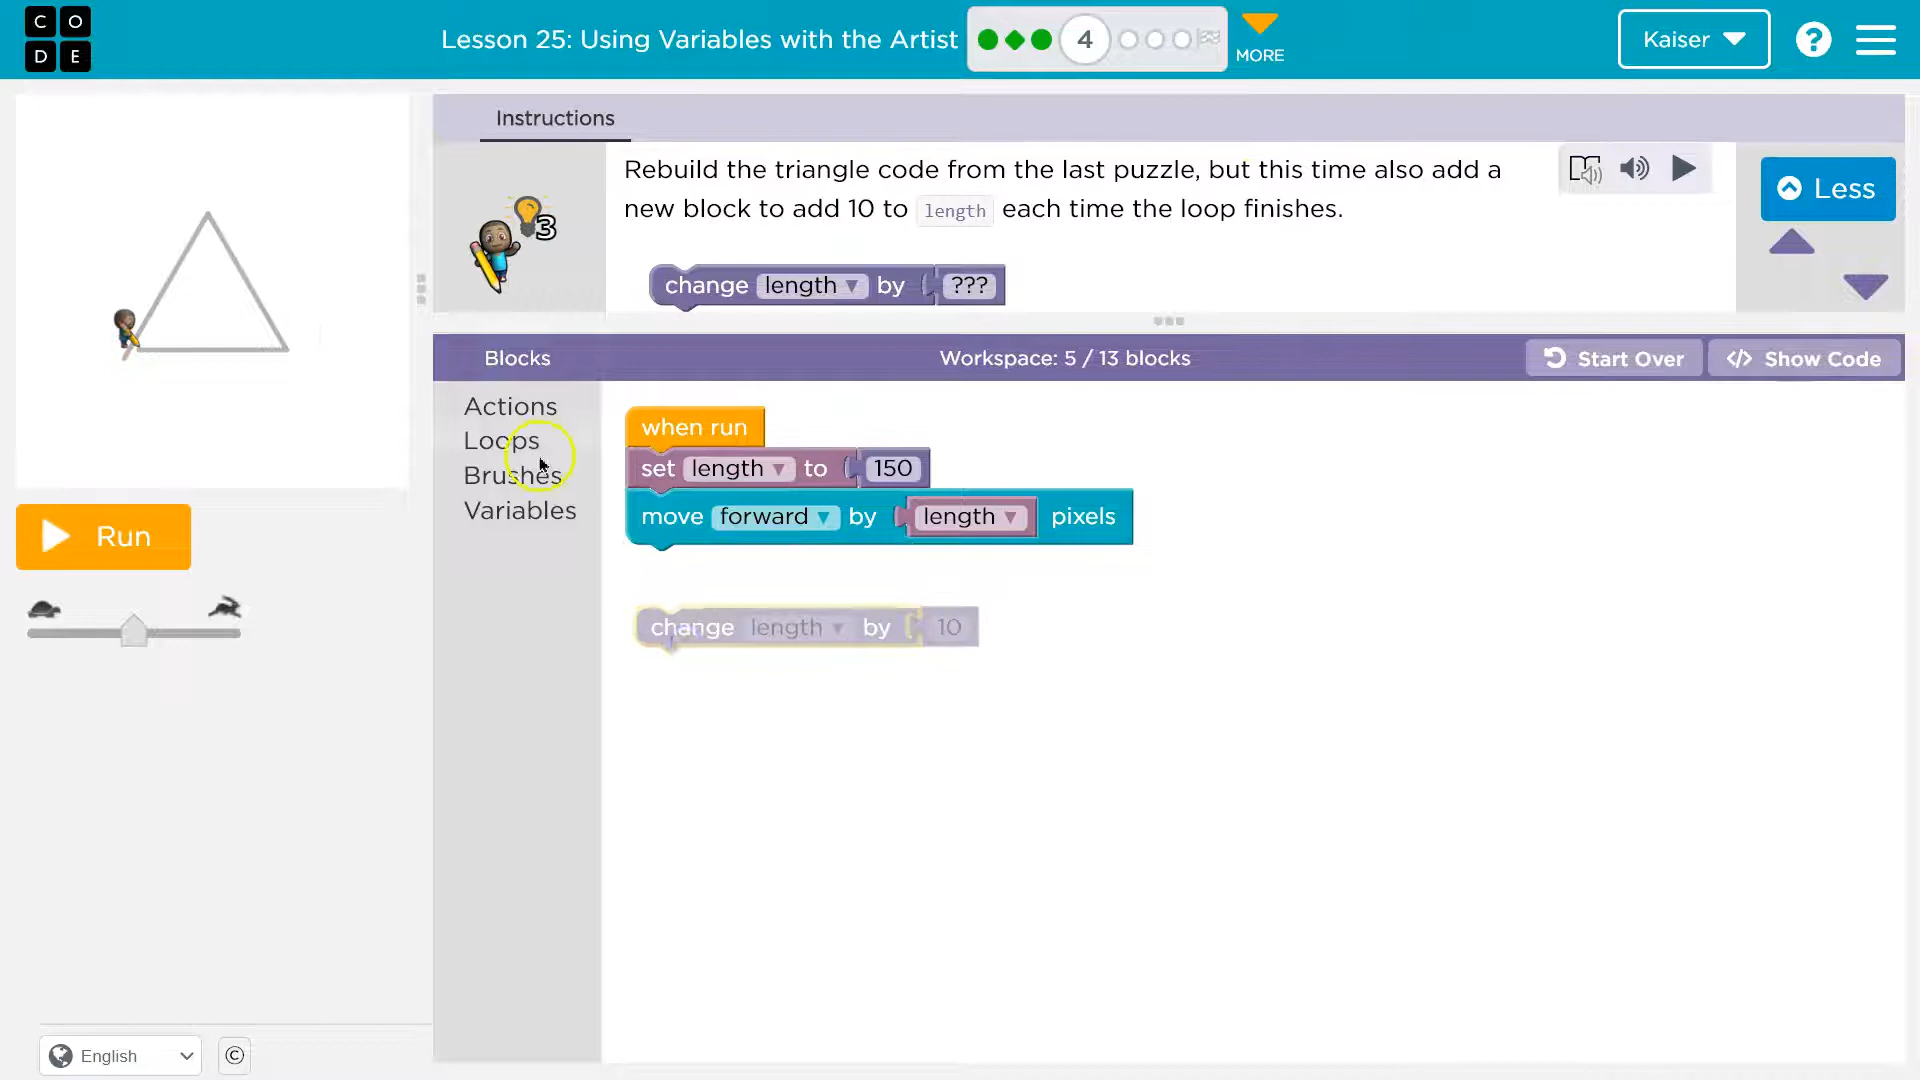 C O
D E
Lesson 25: Using Variables with the Artist
4
MORE
Kaiser
?
Instructions
Rebuild the triangle code from the last puzzle, but this time also add a
new block to add 10 to length each time the loop finishes.
3
change length by ???
Less
Blocks
Workspace: 5 / 13 blocks
Start Over
</> Show Code
Actions
Loops
Brushes
Variables
when run
set length to 150
move forward by length pixels
change length by 10
Run
English
©